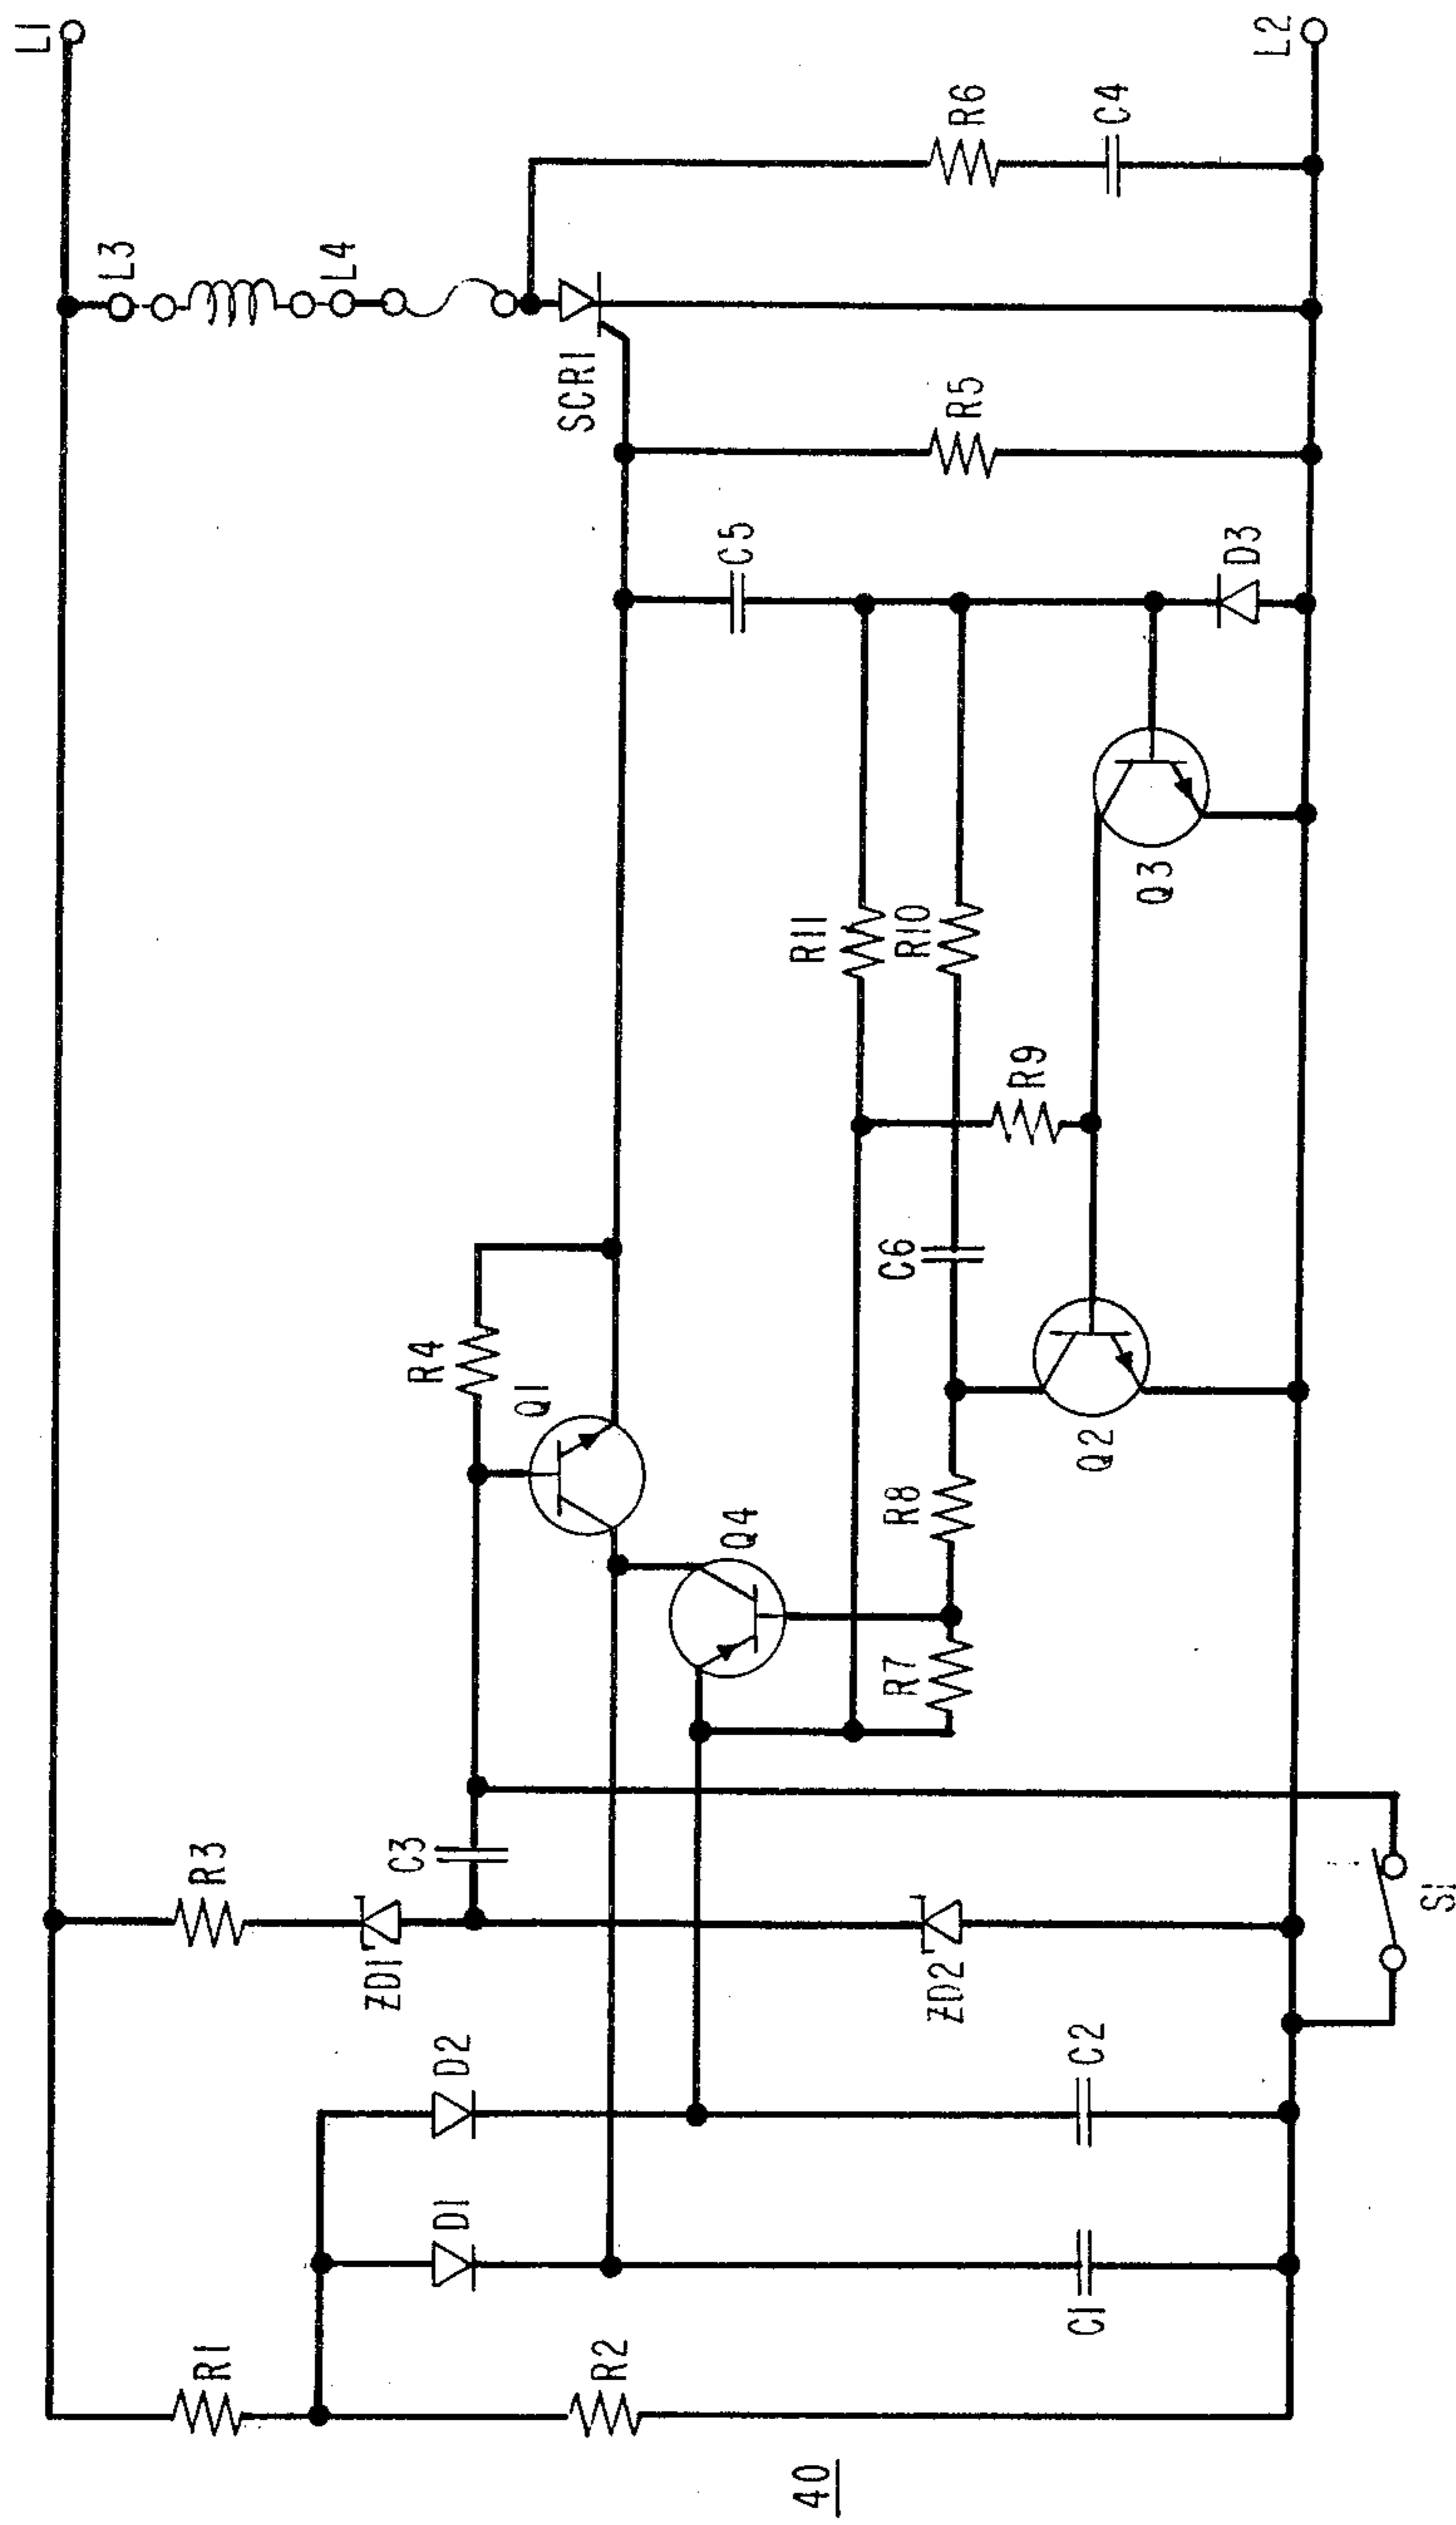 L1
L2
L3
L4
R6
C4
SCR1
R5
C5
D3
Q3
R11
R10
R9
C6
R4
Q1
Q4
R8
Q2
R7
C3
R3
ZD1
ZD2
S1
D2
C2
D1
C1
R1
R2
40